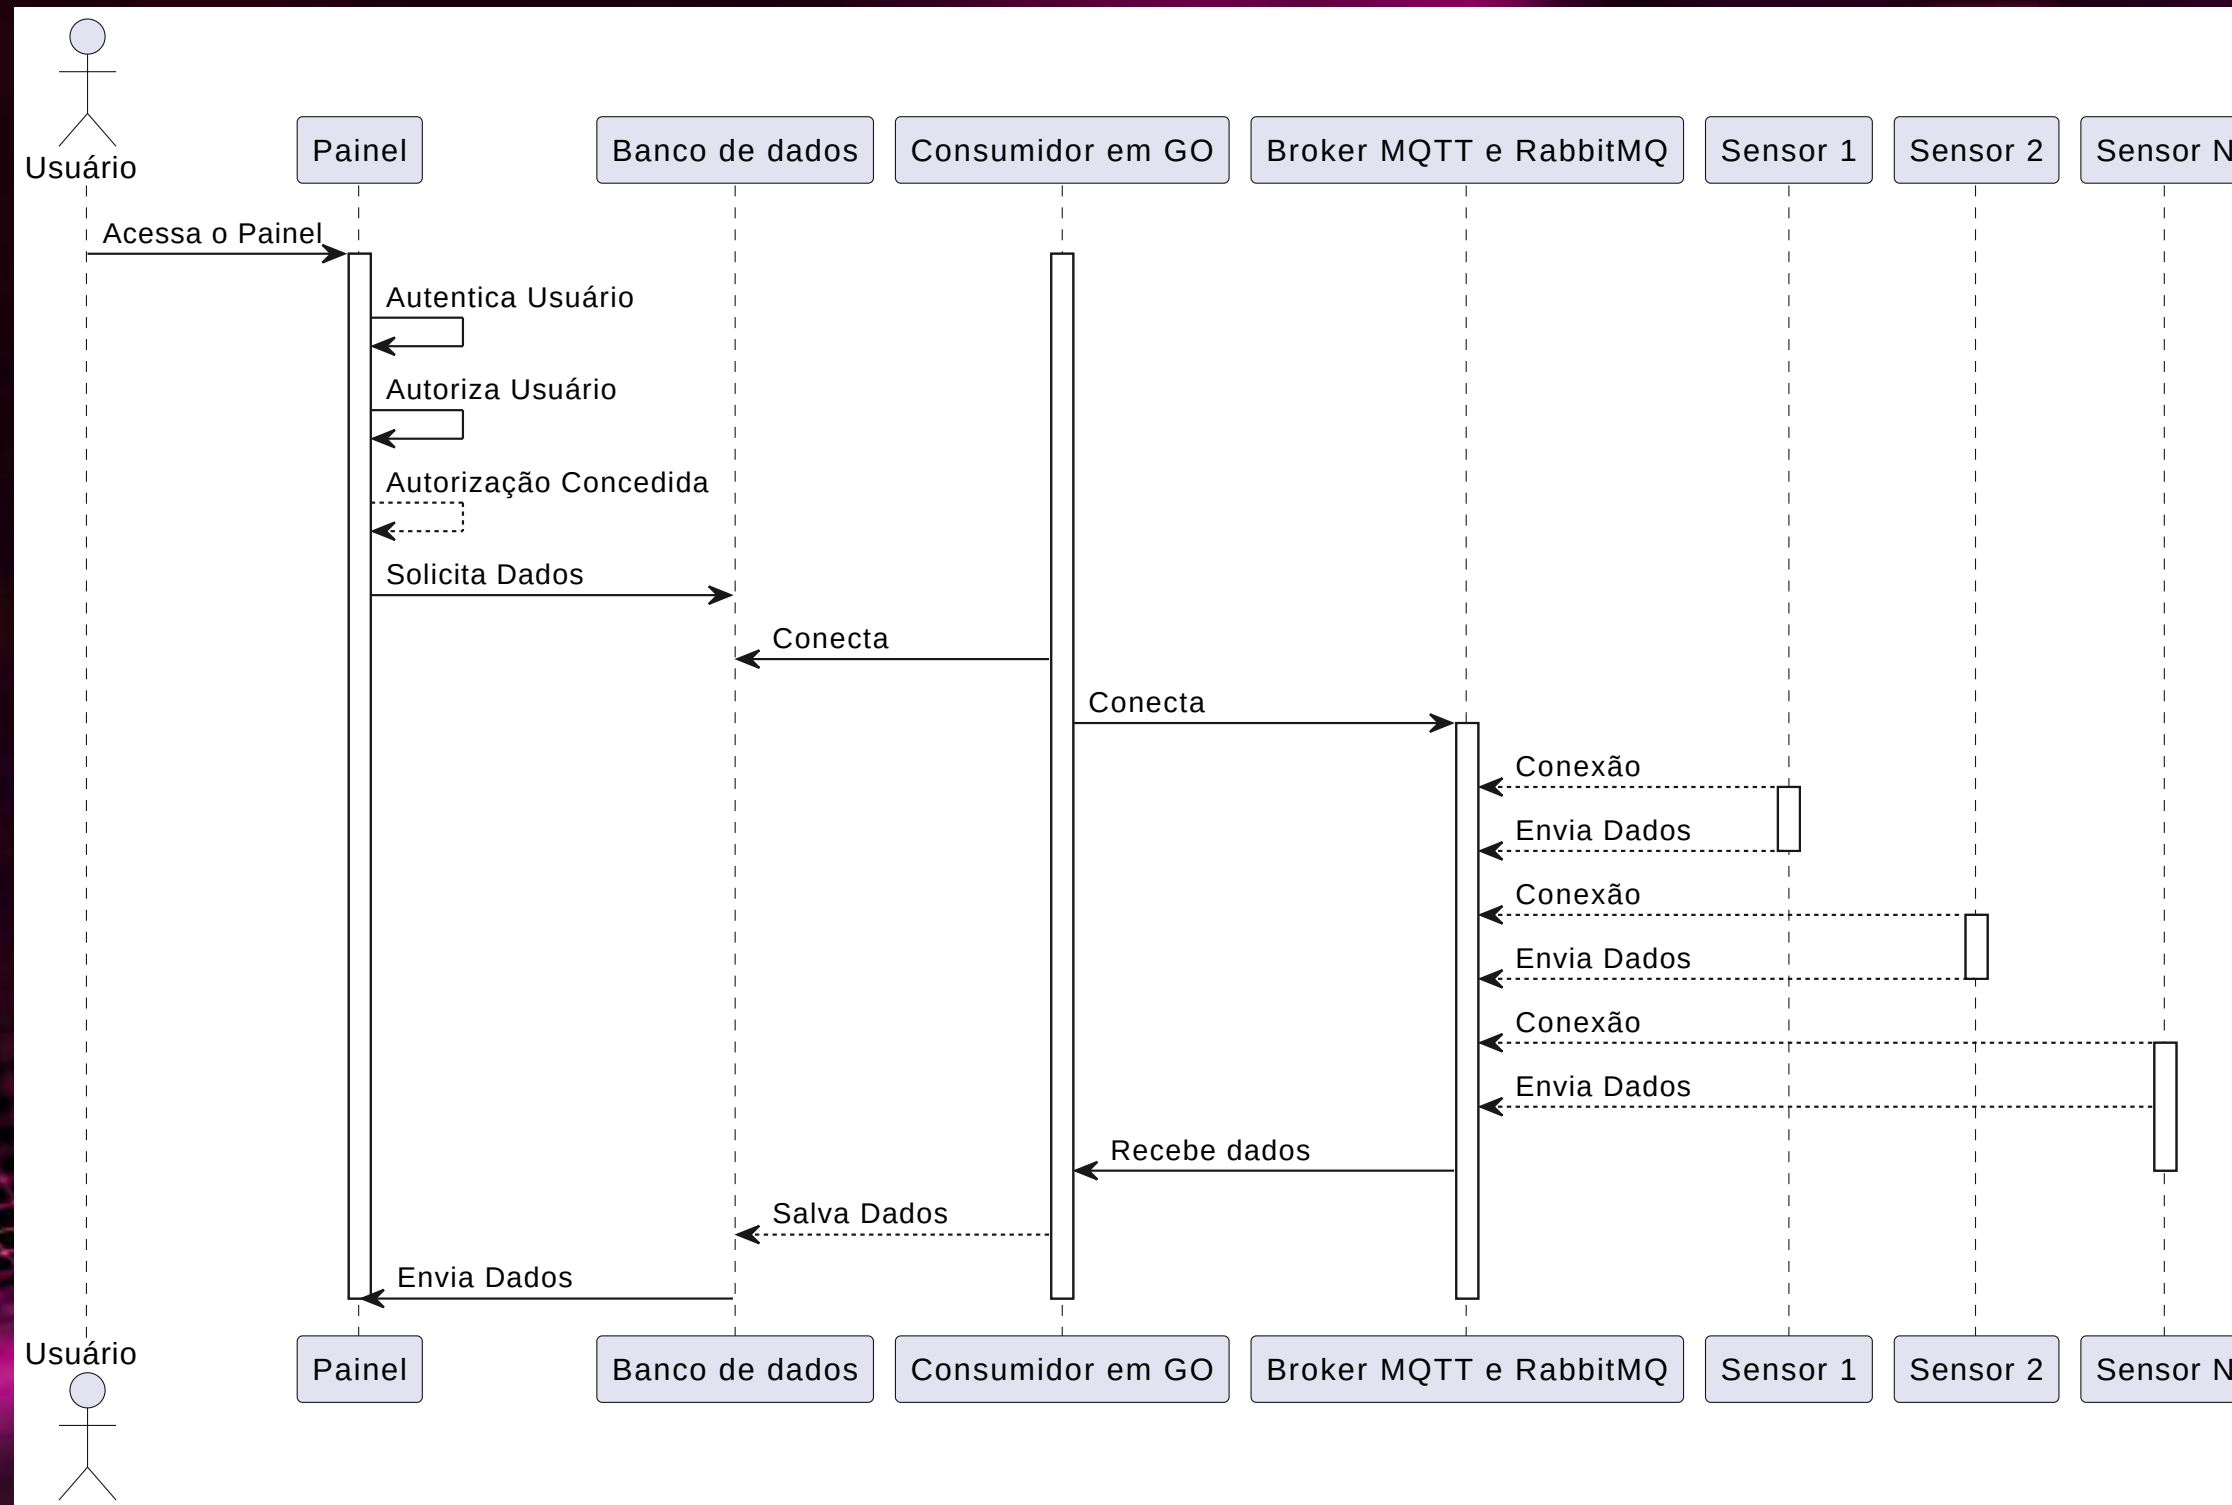 Usuário
Painel
Banco de dados
Consumidor em GO
Broker MQTT e RabbitMQ
Sensor 1
Sensor 2
Sensor N
Acessa o Painel
Autentica Usuário
Autoriza Usuário
Autorização Concedida
Solicita Dados
Conecta
Conecta
Conexão
Envia Dados
Conexão
Envia Dados
Conexão
Envia Dados
Recebe dados
Salva Dados
Envia Dados
Usuário
Painel
Banco de dados
Consumidor em GO
Broker MQTT e RabbitMQ
Sensor 1
Sensor 2
Sensor N